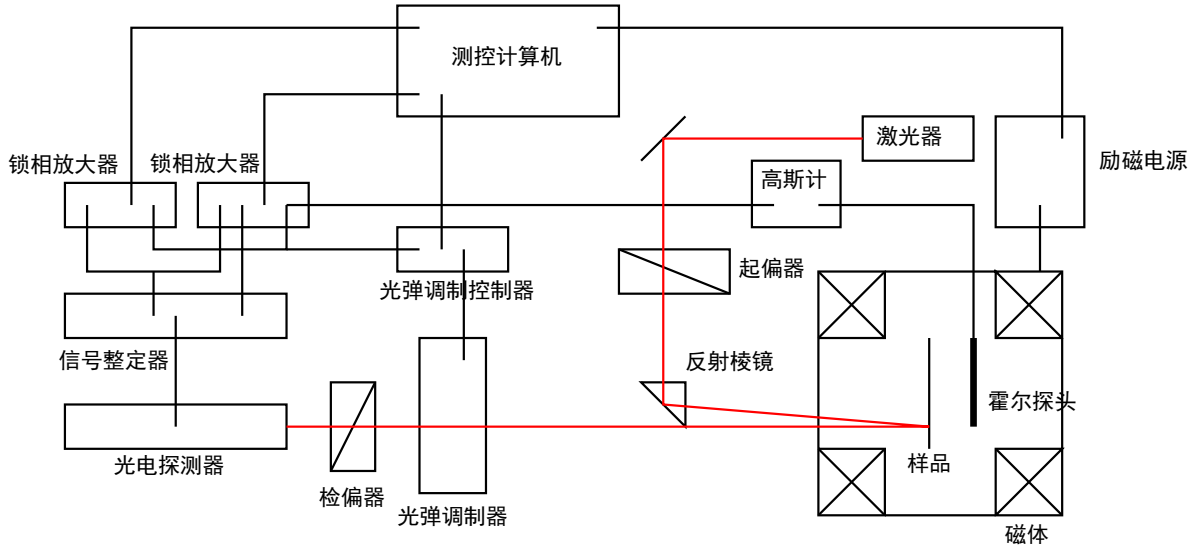 测控计算机
激光器
锁相放大器
锁相放大器
励磁电源
高斯计
起偏器
光弹调制控制器
信号整定器
反射棱镜
霍尔探头
光电探测器
样品
检偏器
光弹调制器
磁体